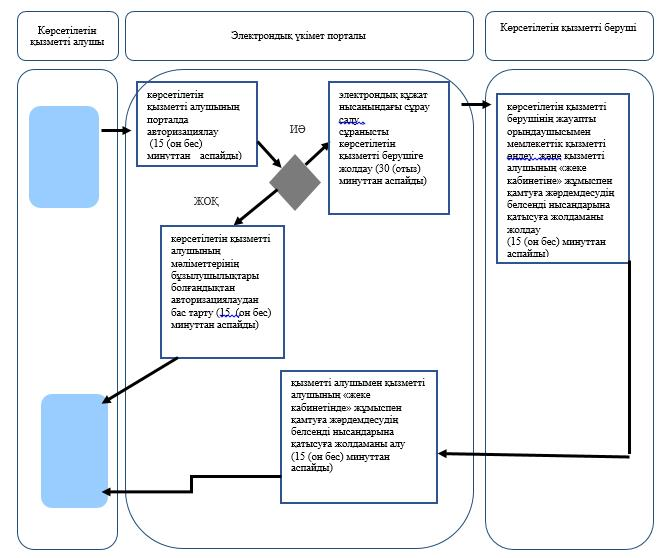 Көрсетілетін
қызметті алушы
Электрондық үкімет порталы
Көрсетілетін қызметті беруші
көрсетілетін
қызметті алушының
порталда
авторизациялау
(15 (он бес)
минуттан аспайды)
ИӘ
ЖОҚ
электрондық құжат
нысанындағы сұрау
салу,
сұранысты
көрсетілетін
қызметті берушіге
жолдау (30 (отыз)
минуттан аспайды)
көрсетілетін қызметті
берушінің жауапты
орындаушысымен
мемлекеттік қызметті
өңдеу және қызметті
алушының «жеке
кабинетіне» жұмыспен
қамтуға жәрдемдесудің
белсенді нысандарына
қатысуға жолдаманы
жолдау
(15 (он бес) минуттан
аспайды)
көрсетілетін қызметті
алушының
мәліметтерінің
бұзылушылықтары
болғандықтан
авторизациялаудан
бас тарту (15 (он бес)
минуттан аспайды)
қызметті алушымен қызметті
алушының «жеке
кабинетінде» жұмыспен
қамтуға жәрдемдесудің
белсенді нысандарына
қатысуға жолдаманы алу
(15 (он бес) минуттан
аспайды)